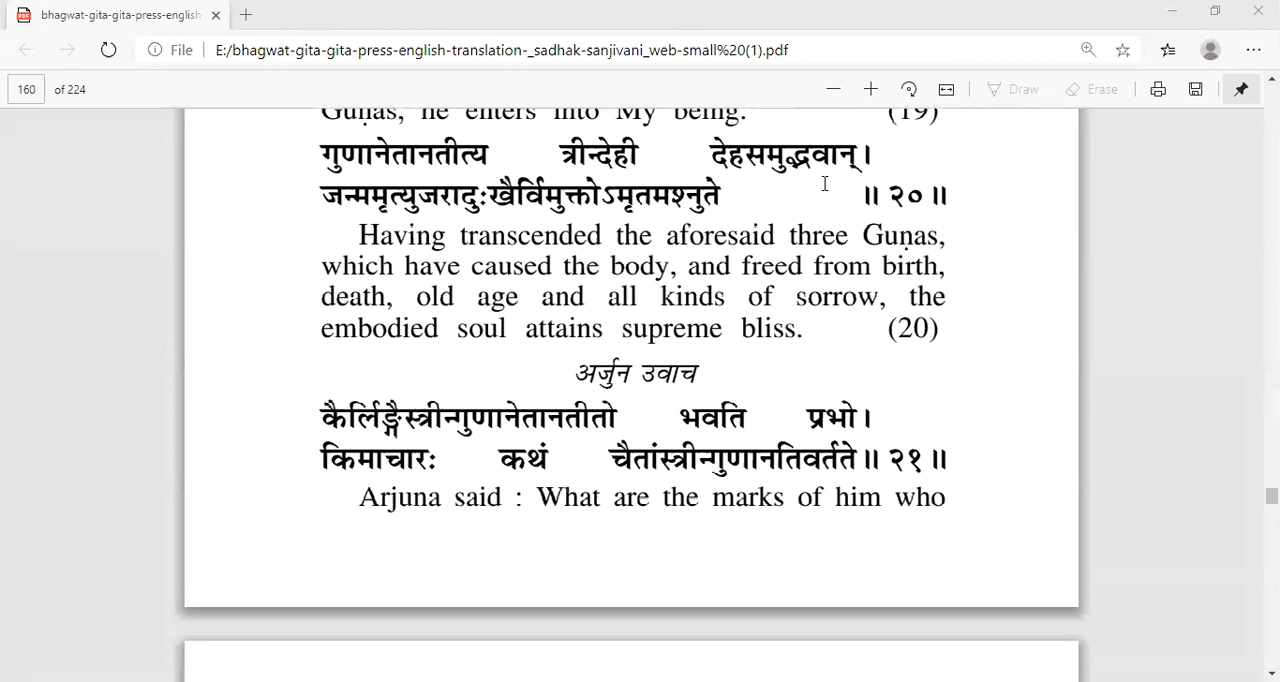 bhagwat-gita-gita-press-english
File
E:/bhagwat-gita-gita-press-english-translation-_sadhak-sanjivani_web-small%20(1).pdf
160 of 224
Draw
Erase
Guṇas, he enters into My being. (19)
गुणानेतानतीत्य त्रीन्देही देहसमुद्भवान्।
जन्ममृत्युजरादुःखैर्विमुक्तोऽमृतमश्नुते ॥ २० ॥
Having transcended the aforesaid three Guṇas,
which have caused the body, and freed from birth,
death, old age and all kinds of sorrow, the
embodied soul attains supreme bliss. (20)
अर्जुन उवाच
कैर्लिङ्गैस्त्रीन्गुणानेतानतीतो भवति प्रभो।
किमाचारः कथं चैतांस्त्रीन्गुणानतिवर्तते॥ २१ ॥
Arjuna said : What are the marks of him who